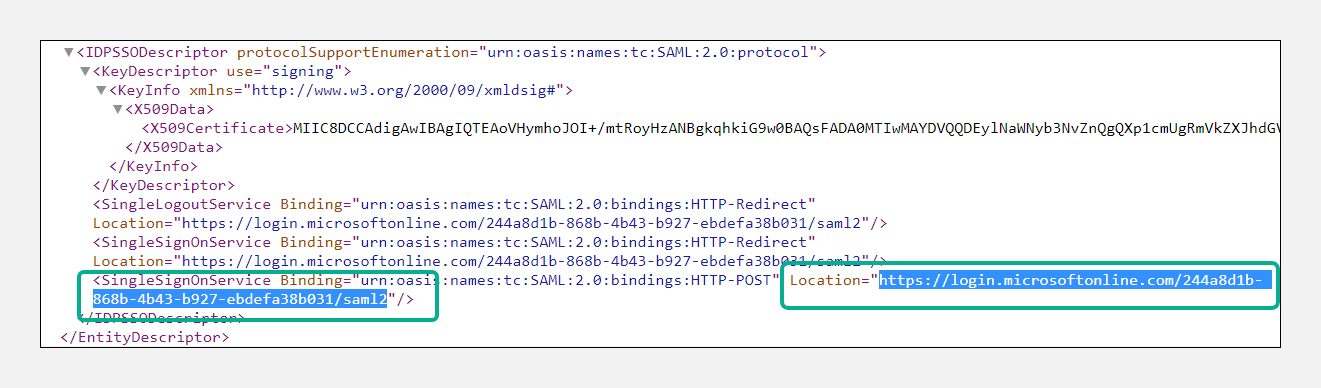 ▼<IDPSSODescriptor protocolSupportEnumeration="urn:oasis:names:tc:SAML:2.0:protocol">
▼<KeyDescriptor use="signing">
▼<KeyInfo xmlns="http://www.w3.org/2000/09/xmldsig#">
▼<X509Data>
<X509Certificate>MIIC8DCCAdigAwIBAgIQTEAoVHymhoJOI+/mtRoyHzANBgkqhkiG9w0BAQsFADA0MTIwMAYDVQQDEylNaWNyb3NvZnQgQXp1cmUgRmVkZXJhdGV
</X509Data>
</KeyInfo>
</KeyDescriptor>
<SingleLogoutService Binding="urn:oasis:names:tc:SAML:2.0:bindings:HTTP-Redirect"
Location="https://login.microsoftonline.com/244a8d1b-868b-4b43-b927-ebdefa38b031/saml2"/>
<SingleSignOnService Binding="urn:oasis:names:tc:SAML:2.0:bindings:HTTP-Redirect"
Location="https://login.microsoftonline.com/244a8d1b-868b-4b43-b927-ebdefa38b031/saml2"/>
<SingleSignOnService Binding="urn:oasis:names:tc:SAML:2.0:bindings:HTTP-POST" Location="https://login.microsoftonline.com/244a8d1b-
868b-4b43-b927-ebdefa38b031/saml2"/>
</IDPSSODescriptor>
</EntityDescriptor>